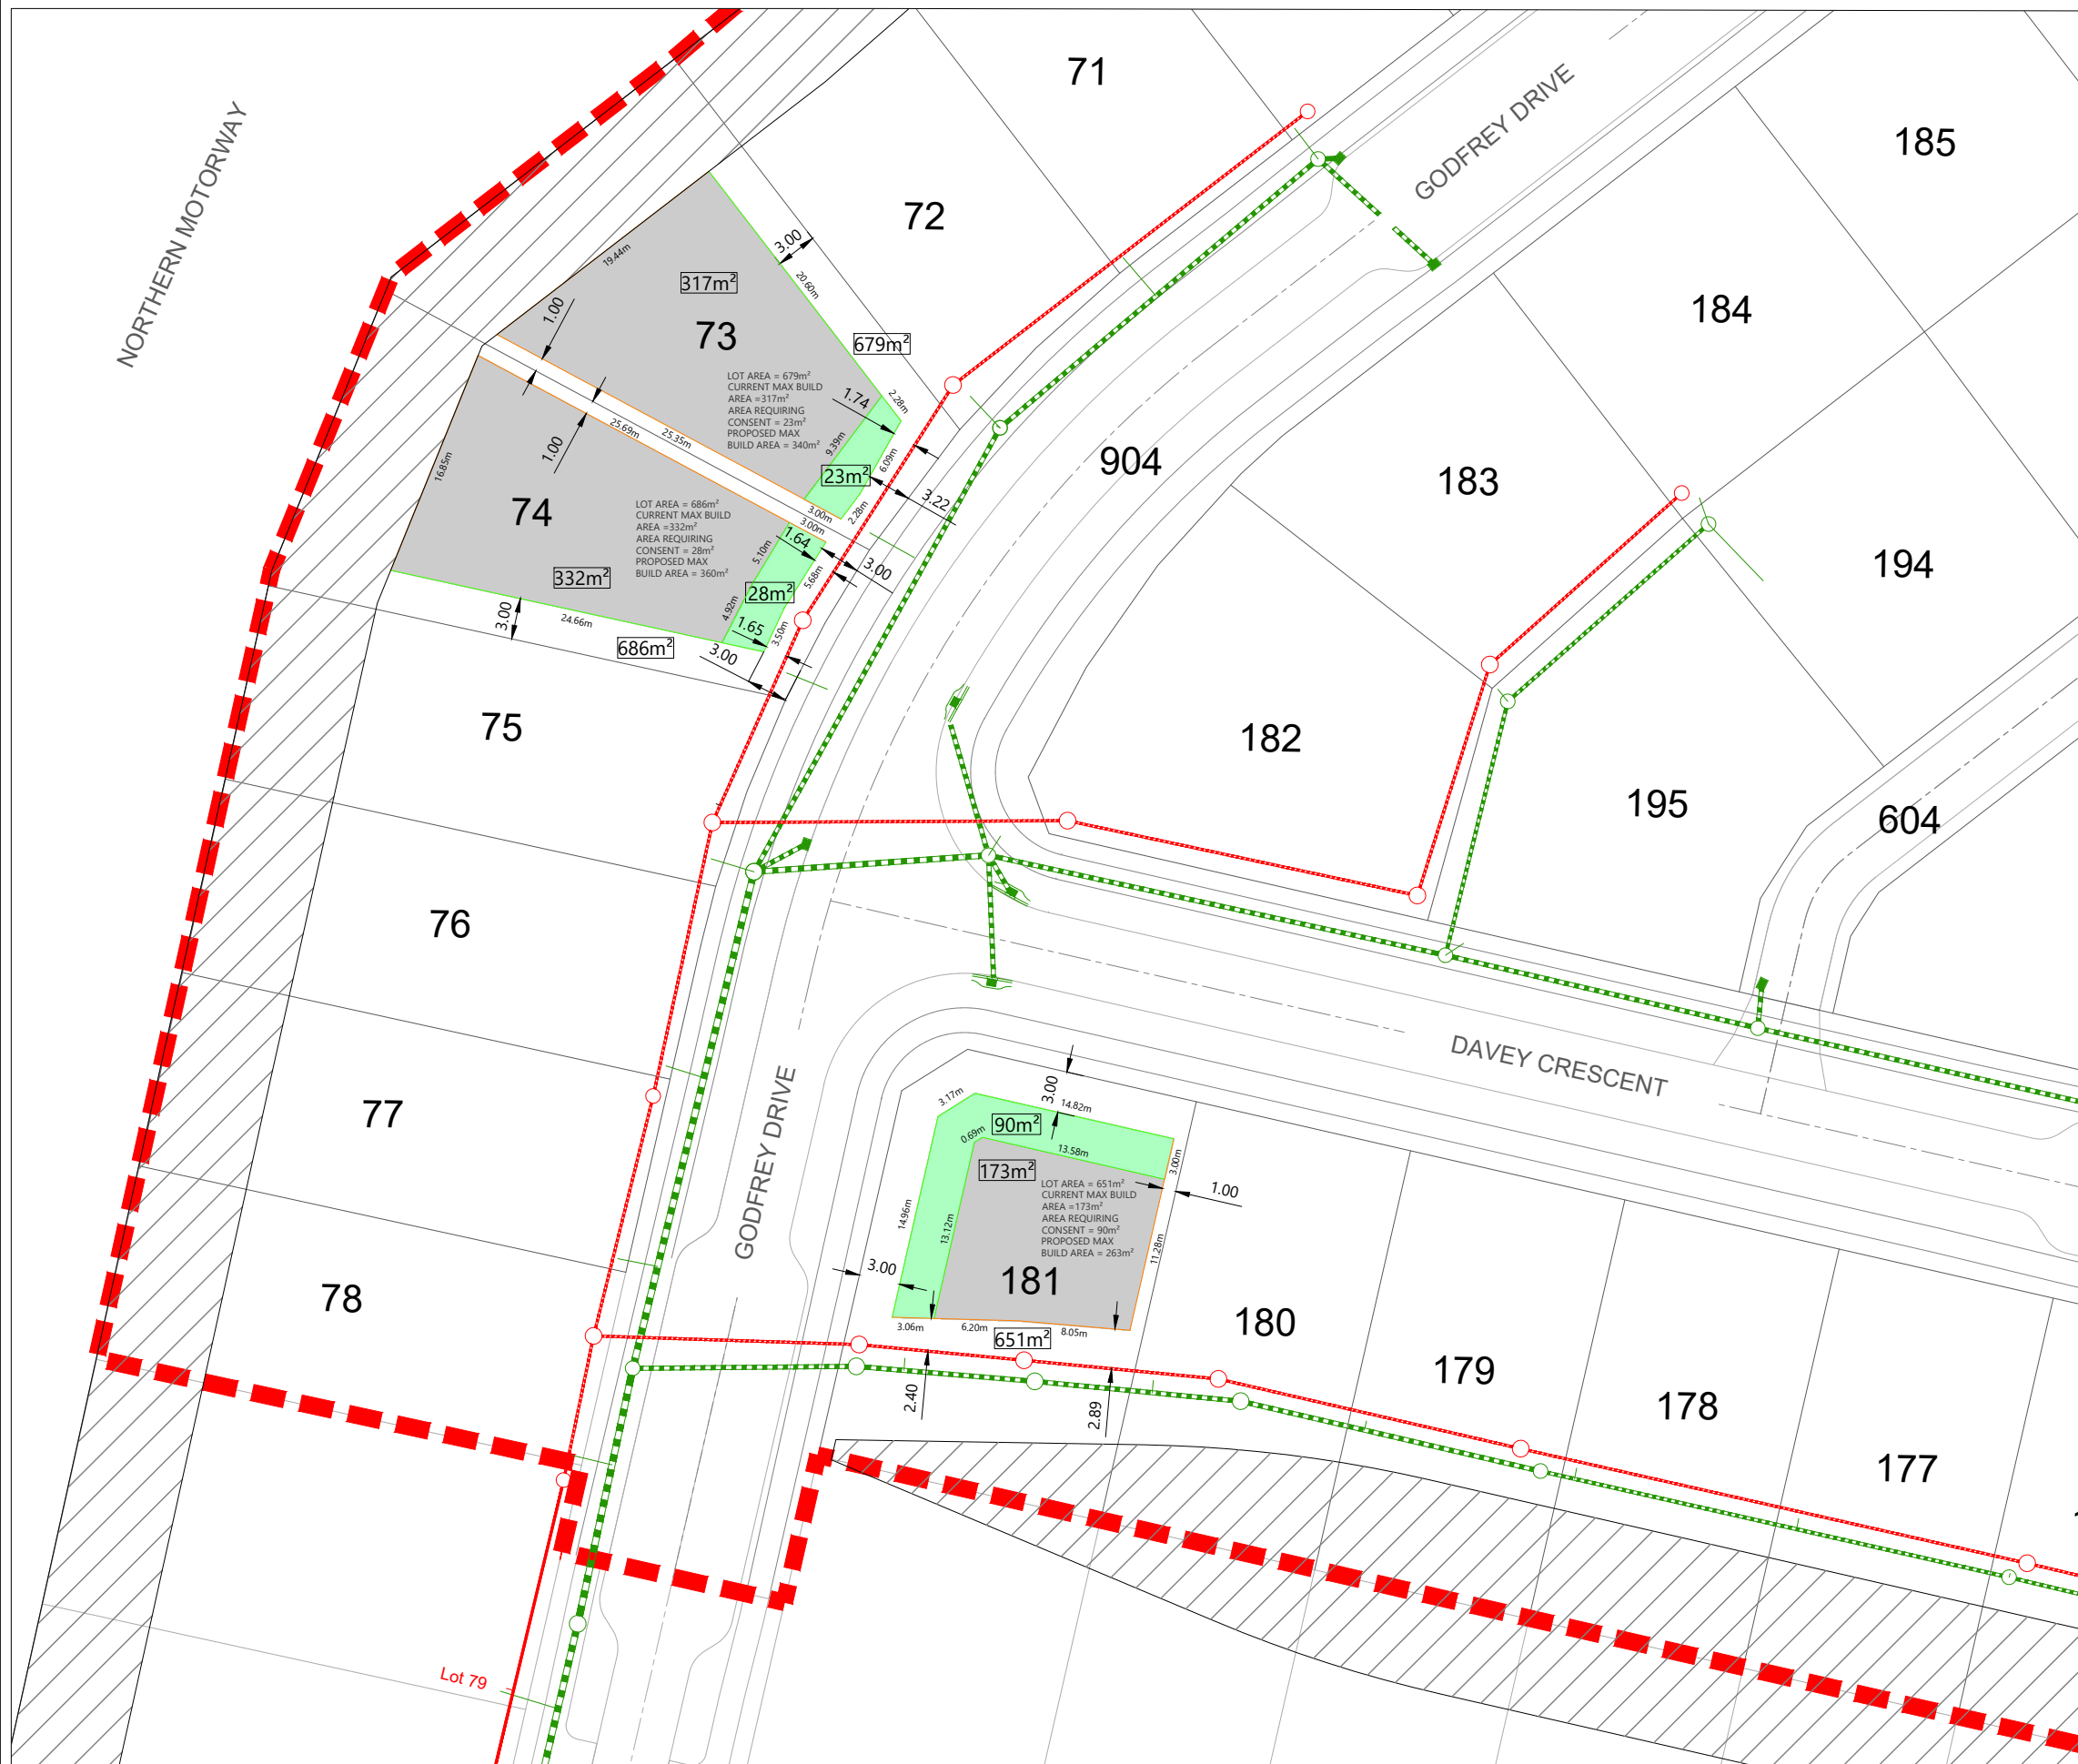 71
GODFREY DRIVE
185
NORTHERN MOTORWAY
72
3.00
19.44m
20.60m
317m²
184
1.00
73
679m²
LOT AREA = 679m²
CURRENT MAX BUILD
AREA =317m²
AREA REQUIRING
CONSENT = 23m²
PROPOSED MAX
BUILD AREA = 340m²
1.74
2.28m
9.39m
6.09m
23m²
3.22
904
183
25.69m
25.35m
1.00
16.85m
3.00m
3.00m
2.28m
74
LOT AREA = 686m²
CURRENT MAX BUILD
AREA =332m²
AREA REQUIRING
CONSENT = 28m²
PROPOSED MAX
BUILD AREA = 360m²
1.64
5.10m
5.68m
3.00
194
332m²
28m²
4.92m
1.65
3.50m
3.00
24.66m
686m²
3.00
75
182
195
604
76
DAVEY CRESCENT
77
GODFREY DRIVE
3.00
3.17m
14.82m
90m²
0.69m
13.58m
3.00m
173m²
LOT AREA = 651m²
CURRENT MAX BUILD
AREA =173m²
AREA REQUIRING
CONSENT = 90m²
PROPOSED MAX
BUILD AREA = 263m²
1.00
14.96m
13.12m
11.28m
3.00
181
78
3.06m
6.20m
8.05m
651m²
180
179
178
177
2.40
2.89
Lot 79